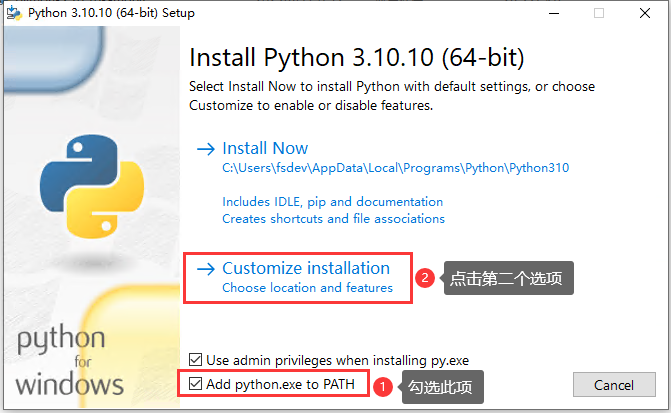 Python 3.10.10 (64-bit) Setup
Install Python 3.10.10 (64-bit)
Select Install Now to install Python with default settings, or choose
Customize to enable or disable features.
Install Now
C:\Users\fsdev\AppData\Local\Programs\Python\Python310
Includes IDLE, pip and documentation
Creates shortcuts and file associations
Customize installation
Choose location and features
2 点击第二个选项
Use admin privileges when installing py.exe
Add python.exe to PATH
1 勾选此项
Cancel
python
for
windows